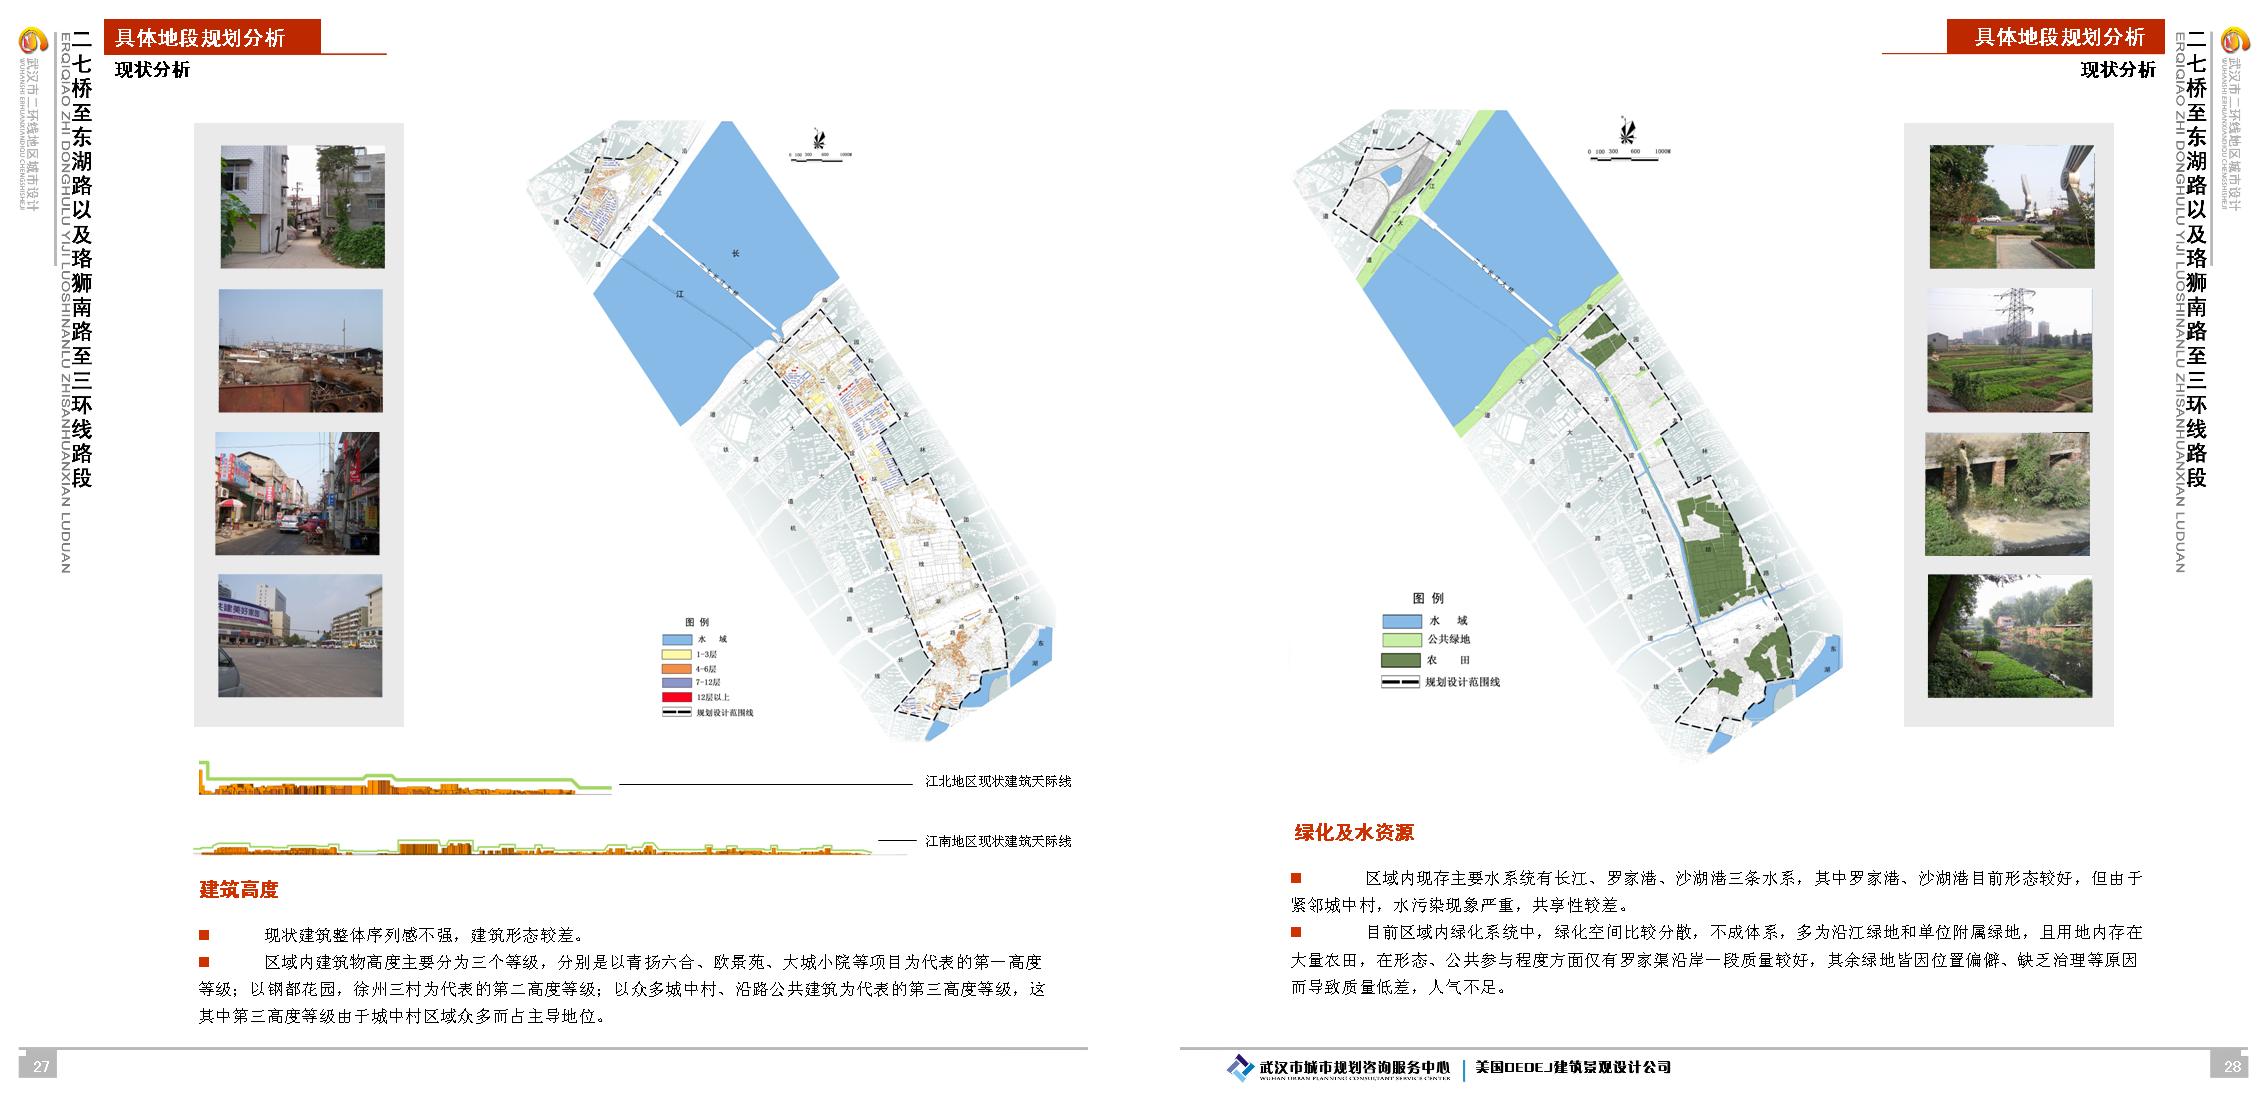 具体地段规划分析
现状分析
二七桥至东湖路以及珞狮南路至三环线路段
ERQIQIAO ZHI DONGHULU YIJI LUOSHINANLU ZHISANHUANXIAN LUDUAN
武汉市二环线地区城市设计
WUHANSHI ERHUANXIANDIQU CHENGSHISHEJI
0 100 300 600 1000M
长
江
图 例
水 域
1-3层
4-6层
7-12层
12层以上
规划设计范围线
江北地区现状建筑天际线
江南地区现状建筑天际线
建筑高度
现状建筑整体序列感不强，建筑形态较差。
区域内建筑物高度主要分为三个等级，分别是以青扬六合、欧景苑、大城小院等项目为代表的第一高度
等级；以钢都花园，徐州三村为代表的第二高度等级；以众多城中村、沿路公共建筑为代表的第三高度等级，这
其中第三高度等级由于城中村区域众多而占主导地位。
27
具体地段规划分析
现状分析
二七桥至东湖路以及珞狮南路至三环线路段
ERQIQIAO ZHI DONGHULU YIJI LUOSHINANLU ZHISANHUANXIAN LUDUAN
武汉市二环线地区城市设计
WUHANSHI ERHUANXIANDIQU CHENGSHISHEJI
0 100 300 600 1000M
图 例
水 域
公共绿地
农 田
规划设计范围线
绿化及水资源
区域内现存主要水系统有长江、罗家港、沙湖港三条水系，其中罗家港、沙湖港目前形态较好，但由于
紧邻城中村，水污染现象严重，共享性较差。
目前区域内绿化系统中，绿化空间比较分散，不成体系，多为沿江绿地和单位附属绿地，且用地内存在
大量农田，在形态、公共参与程度方面仅有罗家渠沿岸一段质量较好，其余绿地皆因位置偏僻、缺乏治理等原因
而导致质量低差，人气不足。
武汉市城市规划咨询服务中心
WUHAN URBAN PLANNING CONSULTANT SERVICE CENTER
美国DEDEJ建筑景观设计公司
28